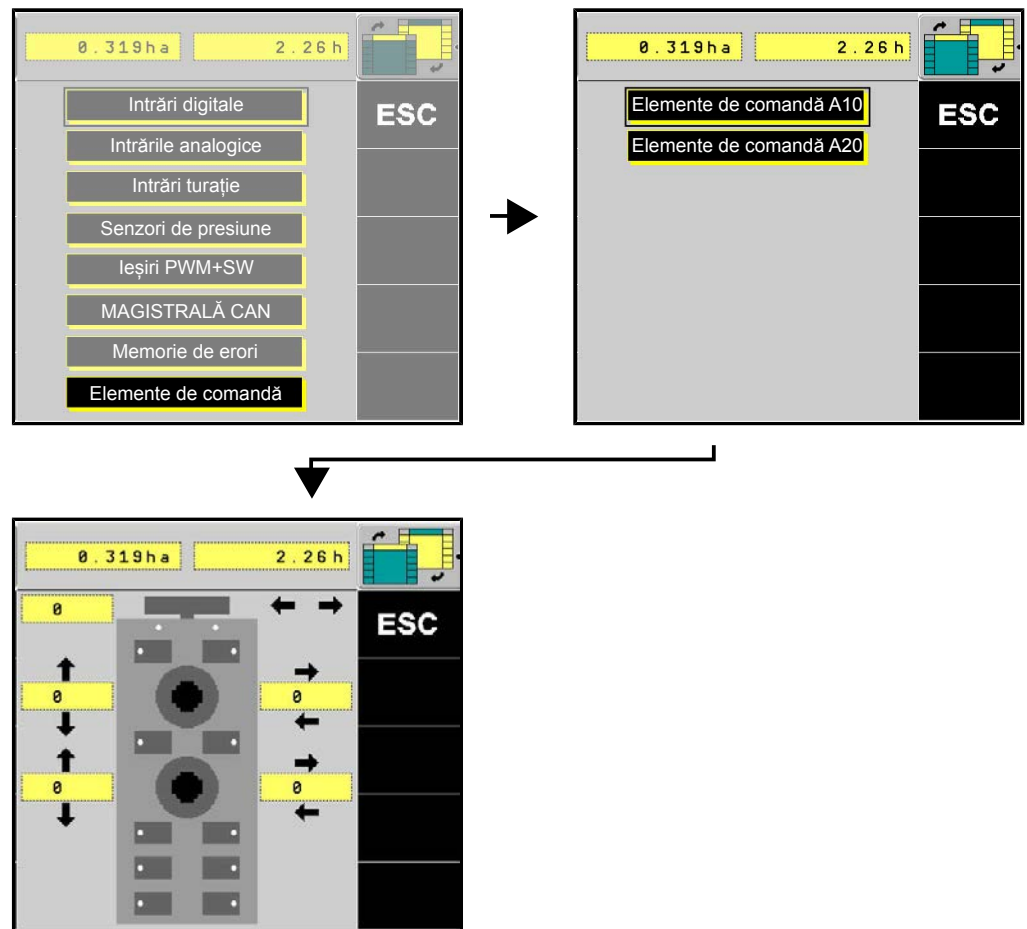 0.319ha 2.26h
Intrări digitale
ESC
Intrările analogice
Intrări turație
Senzori de presiune
Ieșiri PWM+SW
MAGISTRALĂ CAN
Memorie de erori
Elemente de comandă
0.319ha 2.26h
Elemente de comandă A10
ESC
Elemente de comandă A20
0.319ha 2.26h
0
ESC
0 0
0 0